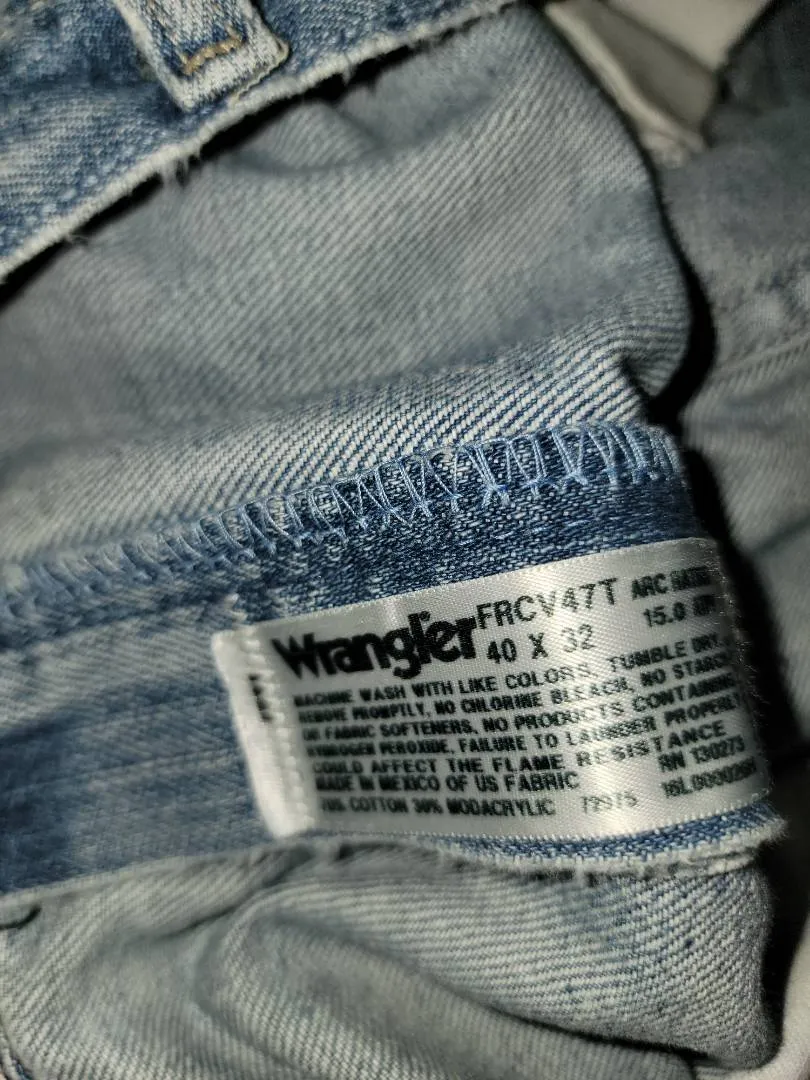 Wrangler FRCV47T ARC RATING
40 X 32 15.0
MACHINE WASH WITH LIKE COLORS, TUMBLE DRY,
REMOVE PROMPTLY, NO CHLORINE BLEACH, NO STARCH
OR FABRIC SOFTENERS, NO PRODUCTS CONTAINING
HYDROGEN PEROXIDE, FAILURE TO LAUNDER PROPERLY
COULD AFFECT THE FLAME RESISTANCE
MADE IN MEXICO OF US FABRIC RN 130273
70% COTTON 30% MODACRYLIC